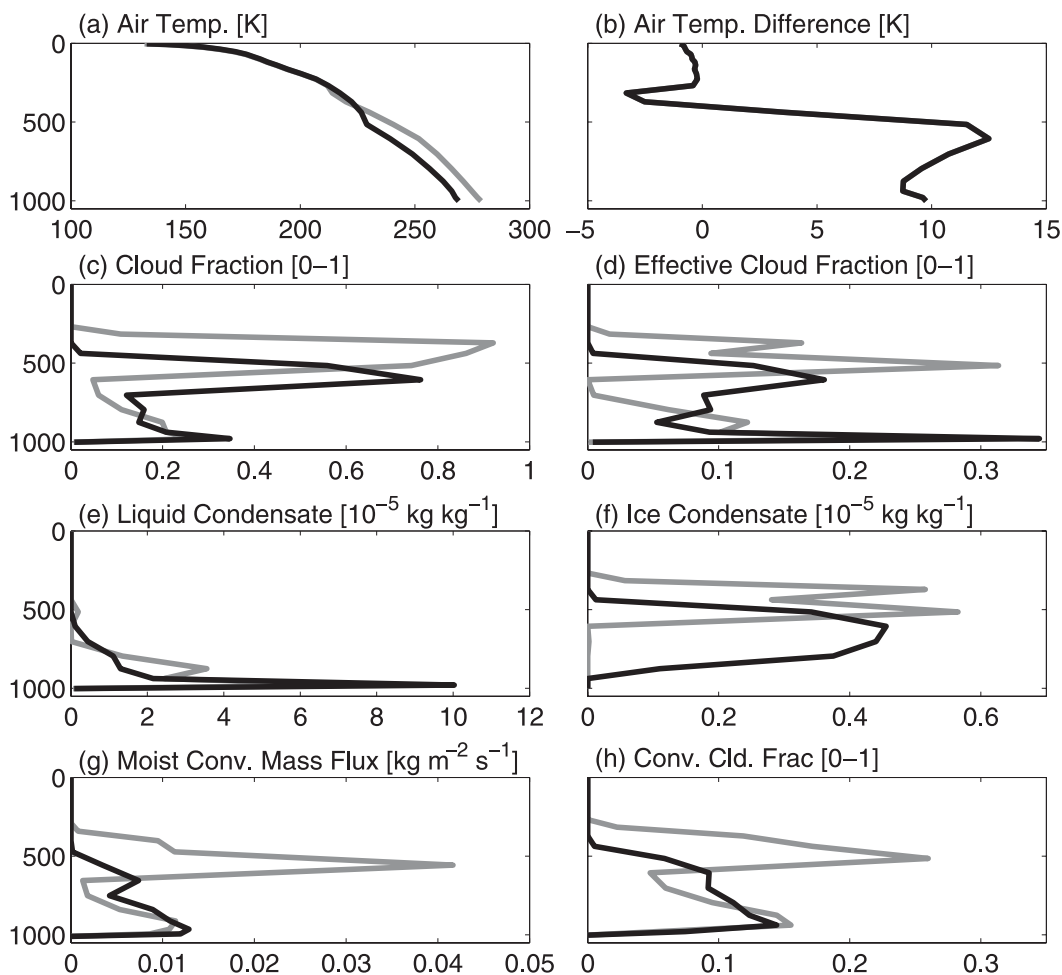 (a) Air Temp. [K]
(b) Air Temp. Difference [K]
0
500
1000
100 150 200 250 300
−5 0 5 10 15
(c) Cloud Fraction [0−1]
(d) Effective Cloud Fraction [0−1]
0
500
1000
0 0.2 0.4 0.6 0.8 1
0 0.1 0.2 0.3
(e) Liquid Condensate [10⁻⁵ kg kg⁻¹]
(f) Ice Condensate [10⁻⁵ kg kg⁻¹]
0
500
1000
0 2 4 6 8 10 12
0 0.2 0.4 0.6
(g) Moist Conv. Mass Flux [kg m⁻² s⁻¹]
(h) Conv. Cld. Frac [0−1]
0
500
1000
0 0.01 0.02 0.03 0.04 0.05
0 0.1 0.2 0.3